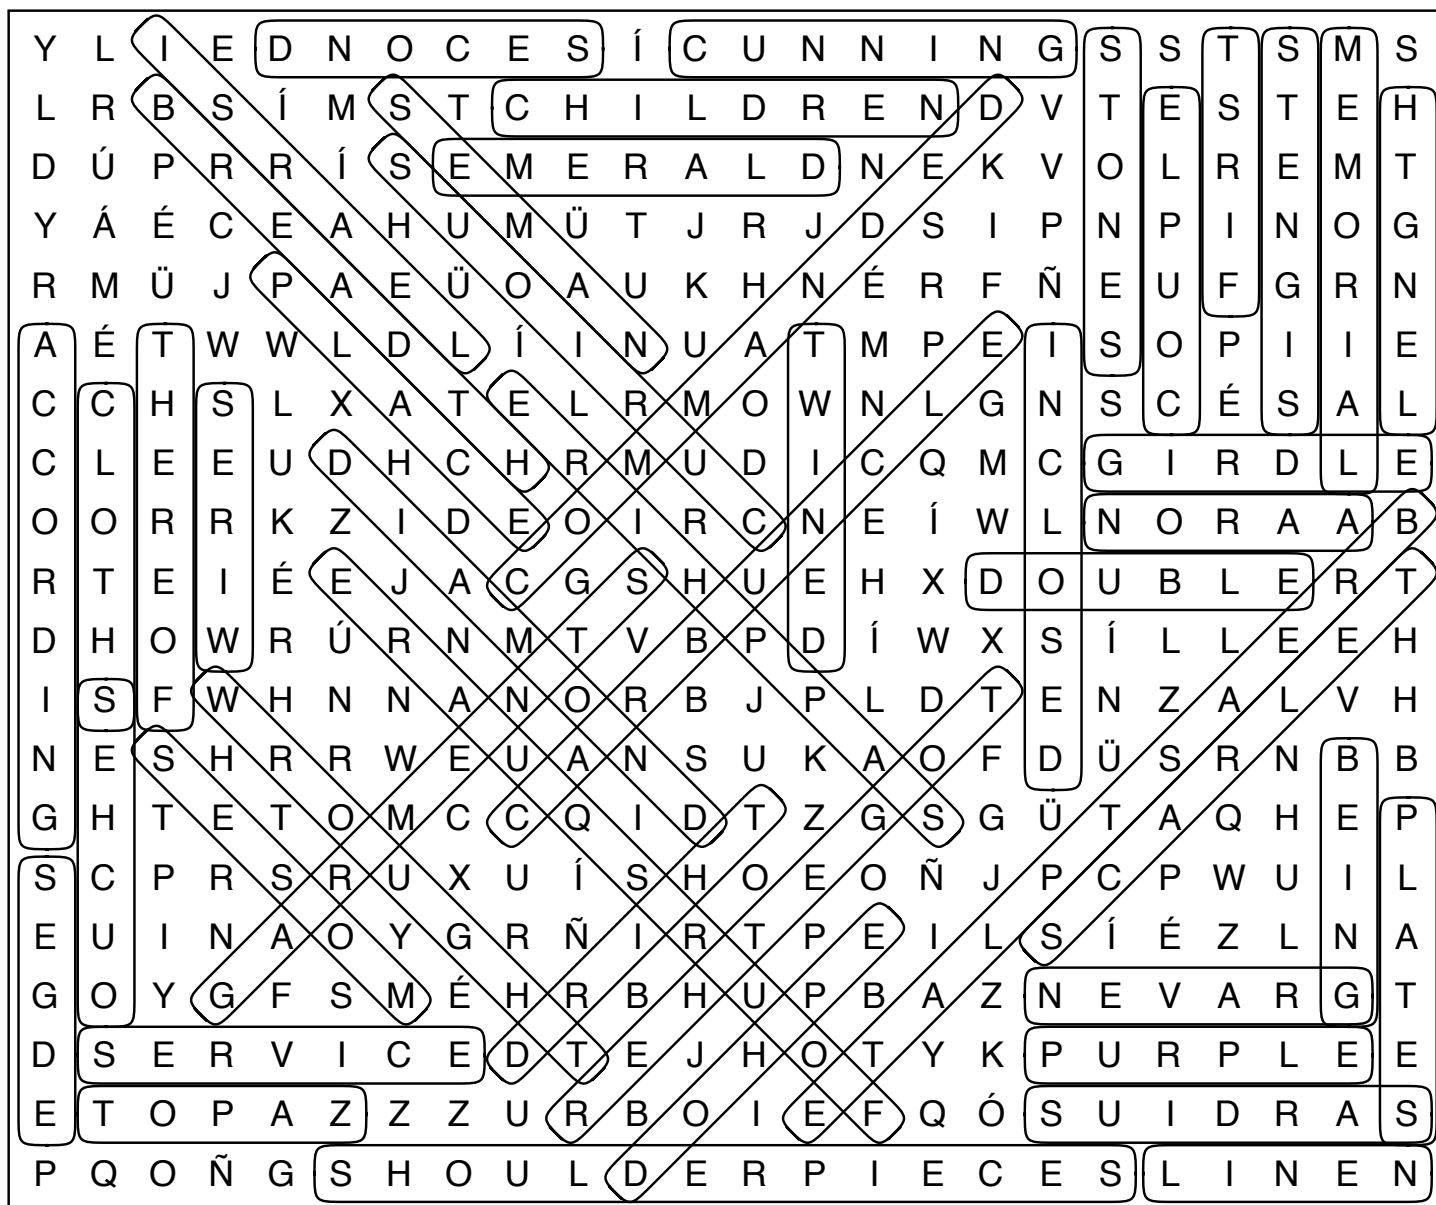 Y L I E D N O C E S Í C U N N I N G S S T S M S
L R B S Í M S T C H I L D R E N D V T E S T E H
D Ú P R R Í S E M E R A L D N E K V O L R E M T
Y Á É C E A H U M Ü T J R J D S I P N P I N O G
R M Ü J P A E Ü O A U K H N É R F Ñ E U F G R N
A É T W W L D L Í I N U A T M P E I S O P I I E
C C H S L X A T E L R M O W N L G N S C É S A L
C L E E U D H C H R M U D I C Q M C G I R D L E
O O R R K Z I D E O I R C N E Í W L N O R A A B
R T E I É E J A C G S H U E H X D O U B L E R T
D H O W R Ú R N M T V B P D Í W X S Í L L E E H
I S F W H N N A N O R B J P L D T E N Z A L V H
N E S H R R W E U A N S U K A O F D Ü S R N B B
G H T E T O M C C Q I D T Z G S G Ü T A Q H E P
S C P R S R U X U Í S H O E O Ñ J P C P W U I L
E U I N A O Y G R Ñ I R T P E I L S Í É Z L N A
G O Y G F S M É H R B H U P B A Z N E V A R G T
D S E R V I C E D T E J H O T Y K P U R P L E E
E T O P A Z Z Z U R B O I E F Q Ó S U I D R A S
P Q O Ñ G S H O U L D E R P I E C E S L I N E N